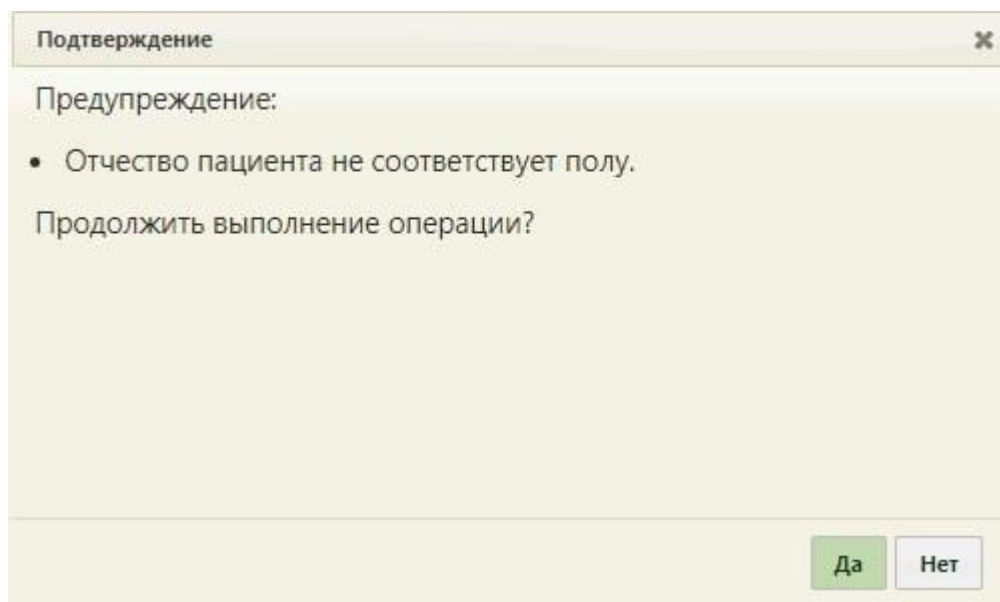 Подтверждение
Предупреждение:
• Отчество пациента не соответствует полу.
Продолжить выполнение операции?
Да Нет